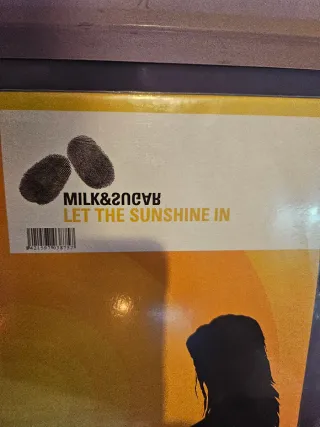 MILK&SUGAR
LET THE SUNSHINE IN